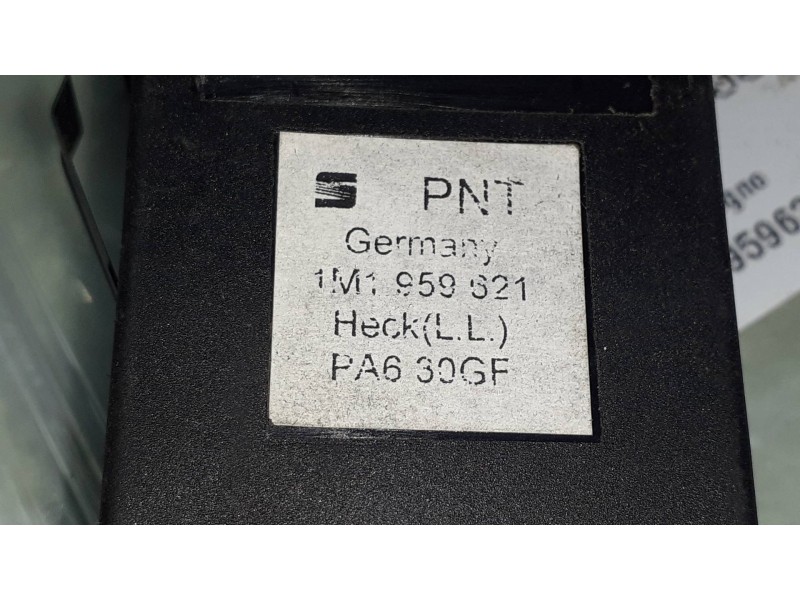 PNT
Germany
1M1 959 621
Heck(L.L.)
PA6 30GF